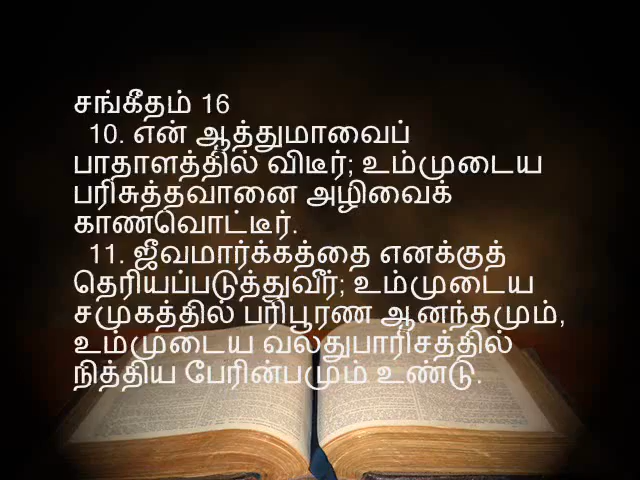 சங்கீதம் 16
10. என் ஆத்துமாவைப்
பாதாளத்தில் விடீர்; உம்முடைய
பரிசுத்தவானை அழிவைக்
காணவொட்டீர்.
11. ஜீவமார்க்கத்தை எனக்குத்
தெரியப்படுத்துவீர்; உம்முடைய
சமுகத்தில் பரிபூரண ஆனந்தமும்,
உம்முடைய வலதுபாரிசத்தில்
நித்திய பேரின்பமும் உண்டு.